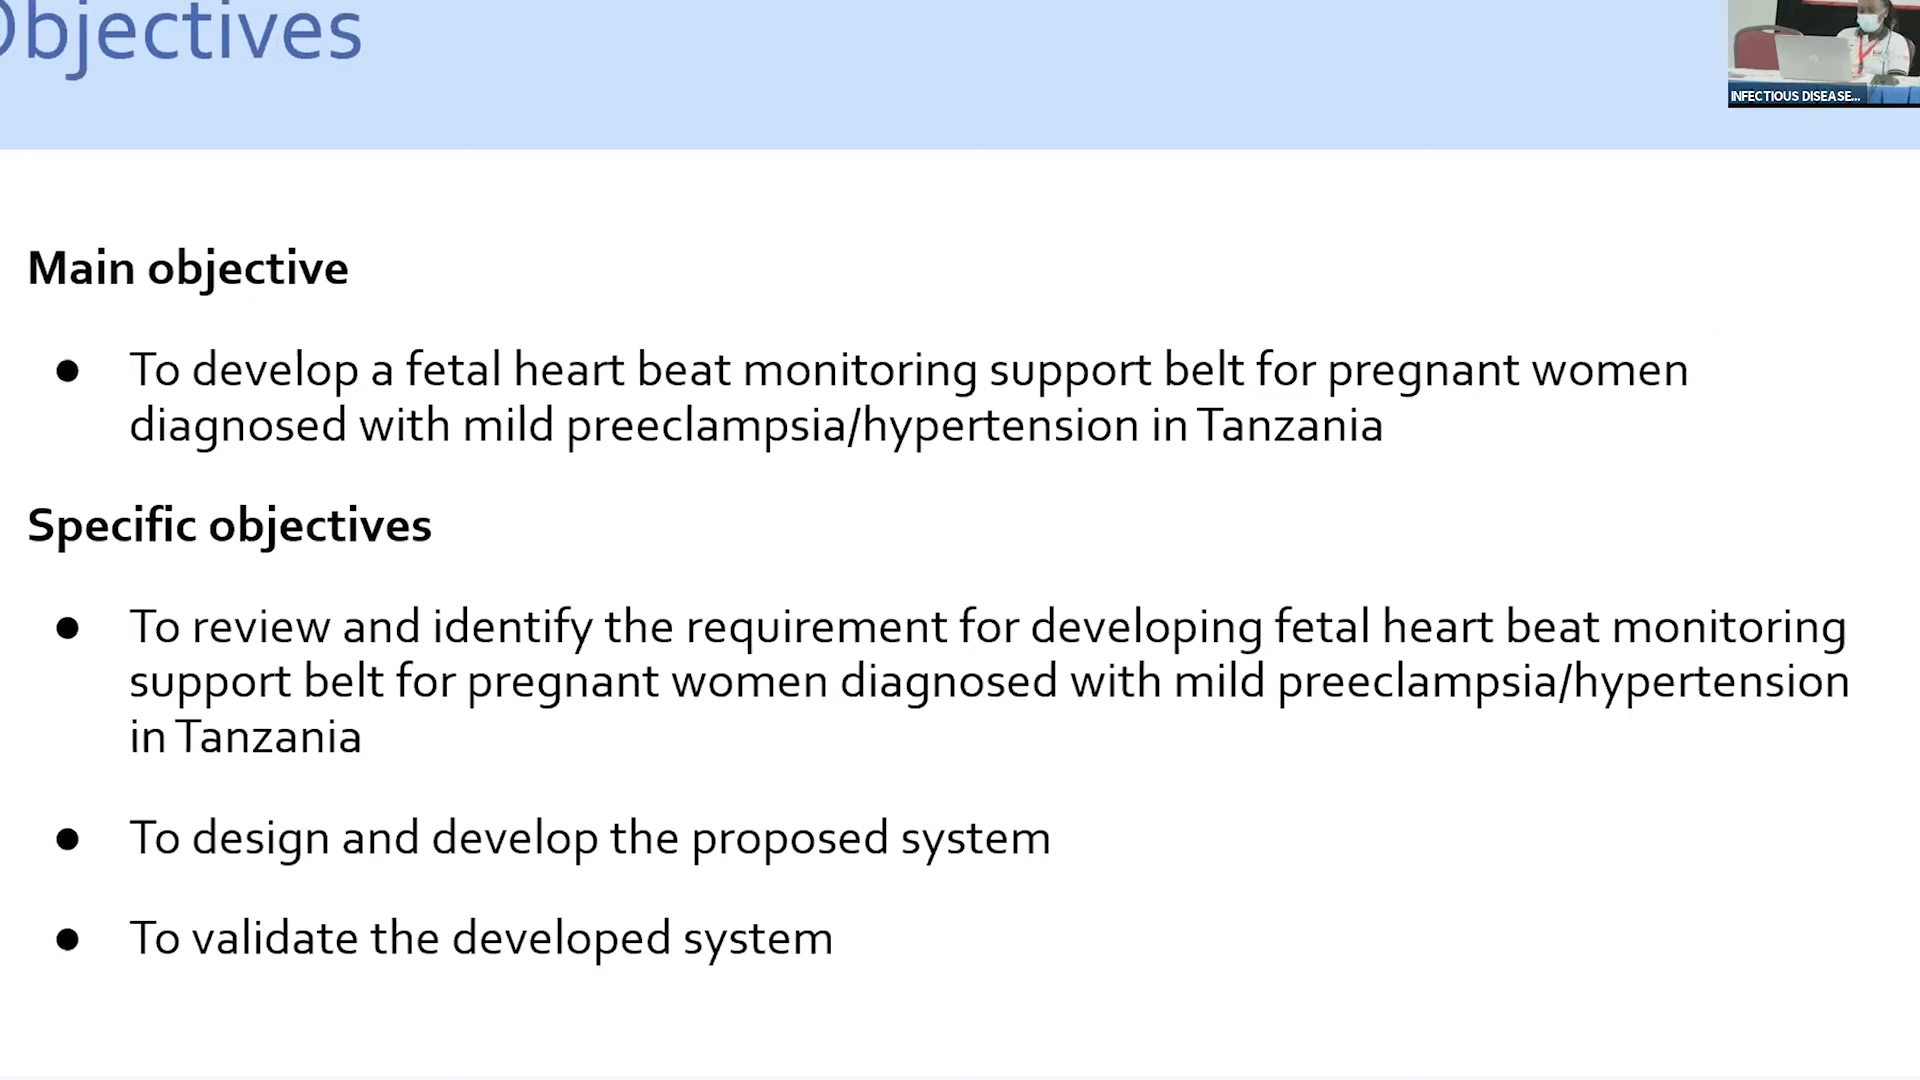 Objectives
INFECTIOUS DISEASE...
Main objective
● To develop a fetal heart beat monitoring support belt for pregnant women
diagnosed with mild preeclampsia/hypertension in Tanzania
Specific objectives
● To review and identify the requirement for developing fetal heart beat monitoring
support belt for pregnant women diagnosed with mild preeclampsia/hypertension
in Tanzania
● To design and develop the proposed system
● To validate the developed system